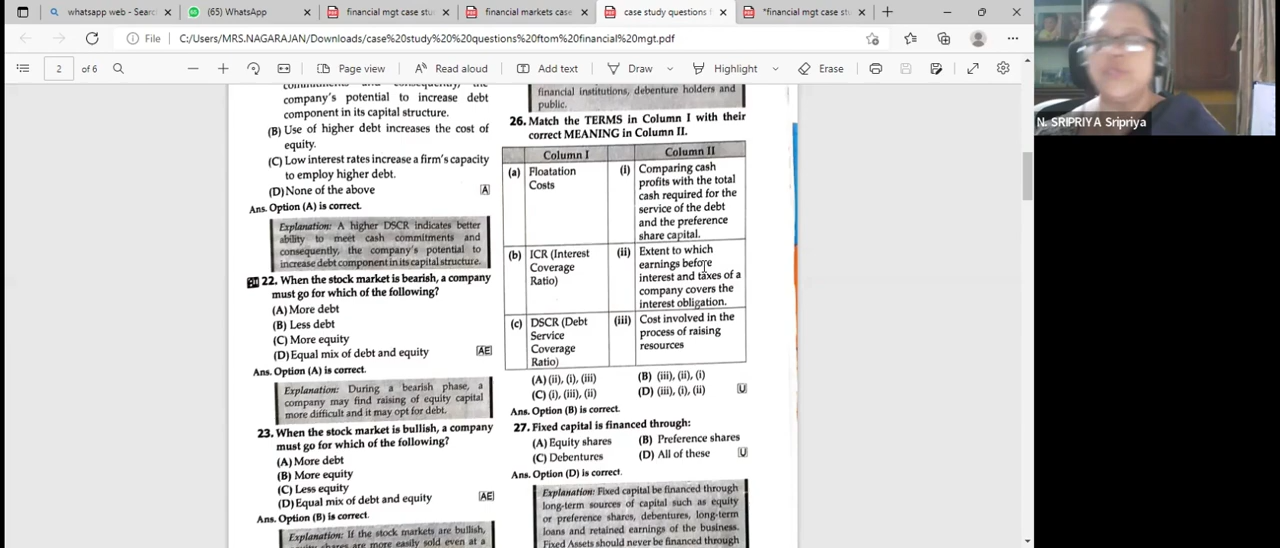 whatsapp web - Searc
(65) WhatsApp
financial mgt case stu
financial markets case
case study questions f
*financial mgt case stu
File
C:/Users/MRS.NAGARAJAN/Downloads/case%20study%20%20questions%20ftom%20financial%20mgt.pdf
2 of 6
Page view
Read aloud
Add text
Draw
Highlight
Erase
N. SRIPRIYA Sripriya
company's potential to increase debt
component in its capital structure.
(B) Use of higher debt increases the cost of
equity.
(C) Low interest rates increase a firm's capacity
to employ higher debt.
(D) None of the above A
Ans. Option (A) is correct.
Explanation: A higher DSCR indicates better
ability to meet cash commitments and
consequently, the company's potential to
increase debt component in its capital structure.
22. When the stock market is bearish, a company
must go for which of the following?
(A) More debt
(B) Less debt
(C) More equity
(D) Equal mix of debt and equity AE
Ans. Option (A) is correct.
Explanation: During a bearish phase, a
company may find raising of equity capital
more difficult and it may opt for debt.
23. When the stock market is bullish, a company
must go for which of the following?
(A) More debt
(B) More equity
(C) Less equity
(D) Equal mix of debt and equity AE
Ans. Option (B) is correct.
Explanation: If the stock markets are bullish,
equity shares are more easily sold even at a
financial institutions, debenture holders and
public.
26. Match the TERMS in Column I with their
correct MEANING in Column II.
Column I Column II
(a) Floatation (i) Comparing cash
Costs profits with the total
cash required for the
service of the debt
and the preference
share capital.
(b) ICR (Interest (ii) Extent to which
Coverage earnings before
Ratio) interest and taxes of a
company covers the
interest obligation.
(c) DSCR (Debt (iii) Cost involved in the
Service process of raising
Coverage resources
Ratio)
(A) (ii), (i), (iii) (B) (iii), (ii), (i)
(C) (i), (iii), (ii) (D) (iii), (i), (ii) U
Ans. Option (B) is correct.
27. Fixed capital is financed through:
(A) Equity shares (B) Preference shares
(C) Debentures (D) All of these U
Ans. Option (D) is correct.
Explanation: Fixed capital be financed through
long-term sources of capital such as equity
or preference shares, debentures, long-term
loans and retained earnings of the business.
Fixed Assets should never be financed through